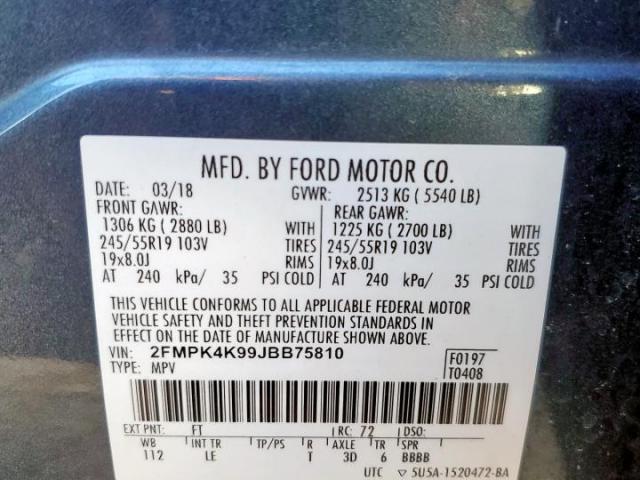 MFD. BY FORD MOTOR CO.
DATE: 03/18 GVWR: 2513 KG ( 5540 LB)
FRONT GAWR: REAR GAWR:
1306 KG ( 2880 LB) WITH 1225 KG ( 2700 LB) WITH
245/55R19 103V TIRES 245/55R19 103V TIRES
19x8.0J RIMS 19x8.0J RIMS
AT 240 kPa/ 35 PSI COLD AT 240 kPa/ 35 PSI COLD
THIS VEHICLE CONFORMS TO ALL APPLICABLE FEDERAL MOTOR
VEHICLE SAFETY AND THEFT PREVENTION STANDARDS IN
EFFECT ON THE DATE OF MANUFACTURE SHOWN ABOVE.
VIN: 2FMPK4K99JBB75810 F0197
TYPE: MPV T0408
EXT PNT: FT RC: 72 DSO:
WB INT TR TP/PS R AXLE TR SPR
112 LE T 3D 6 BBBB
UTC ▽5U5A-1520472-BA